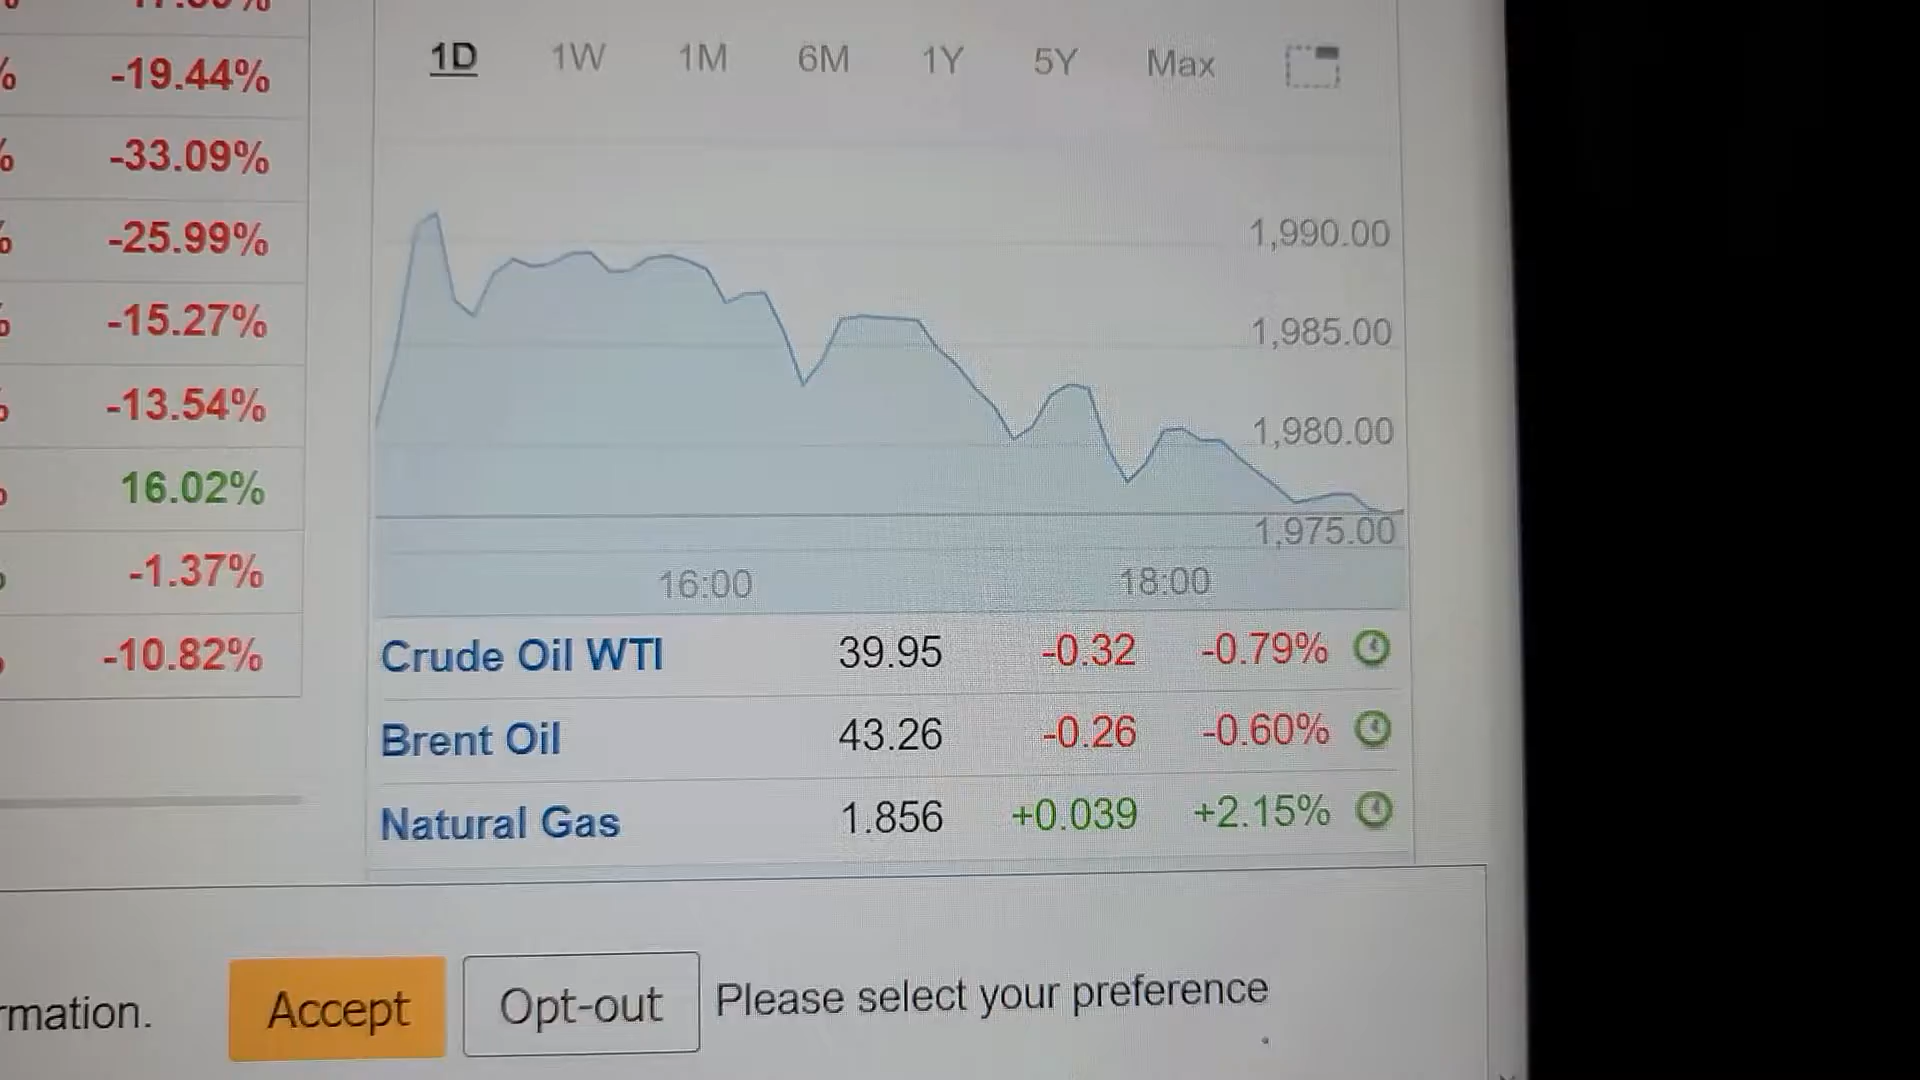 -19.44%
-33.09%
-25.99%
-15.27%
-13.54%
16.02%
-1.37%
-10.82%
1D 1W 1M 6M 1Y 5Y Max
1,990.00
1,985.00
1,980.00
1,975.00
16:00 18:00
Crude Oil WTI 39.95 -0.32 -0.79%
Brent Oil 43.26 -0.26 -0.60%
Natural Gas 1.856 +0.039 +2.15%
rmation. Accept Opt-out Please select your preference